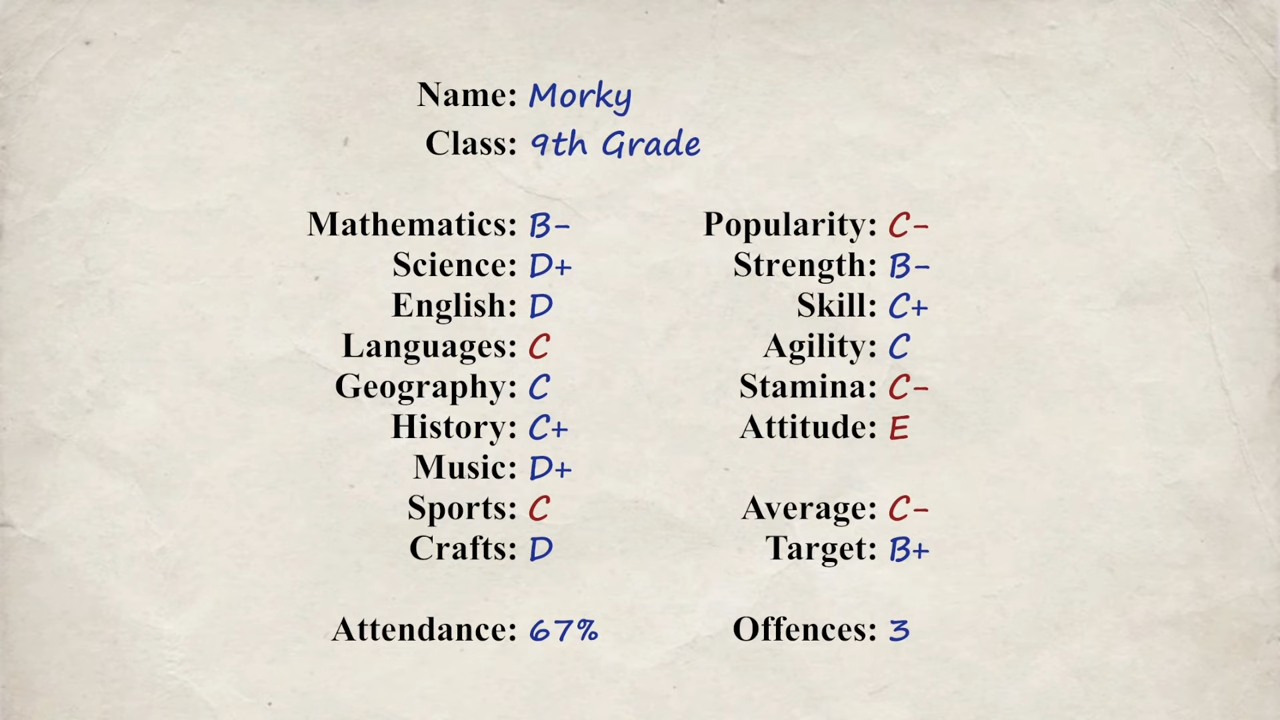 Name: Morky
Class: 9th Grade
Mathematics: B-
Science: D+
English: D
Languages: C
Geography: C
History: C+
Music: D+
Sports: C
Crafts: D
Attendance: 67%
Popularity: C-
Strength: B-
Skill: C+
Agility: C
Stamina: C-
Attitude: E
Average: C-
Target: B+
Offences: 3